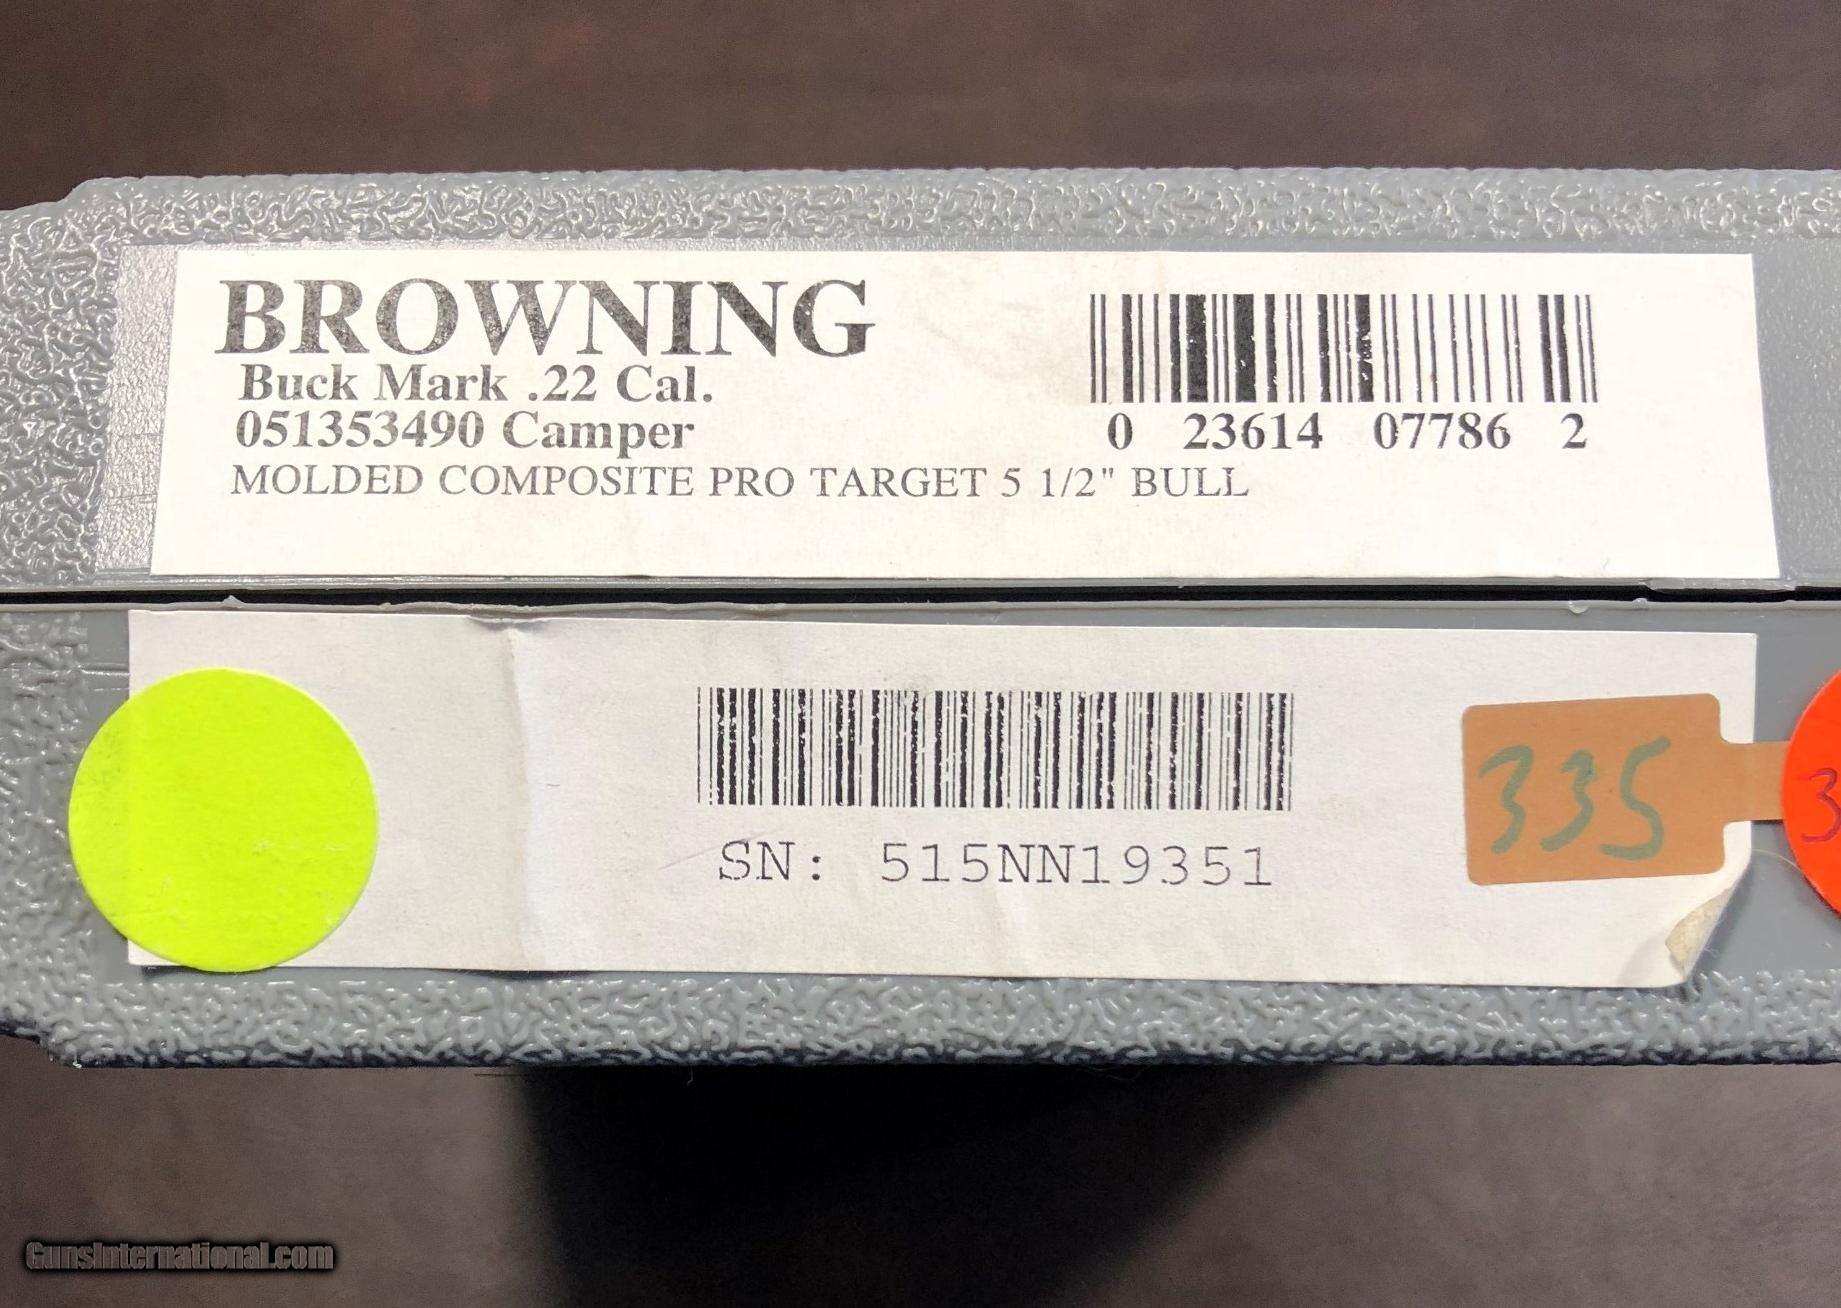 BROWNING
Buck Mark .22 Cal.
051353490 Camper
MOLDED COMPOSITE PRO TARGET 5 1/2" BULL
0 23614 07786 2
SN: 515NN19351
335
3
GunsInternational.com